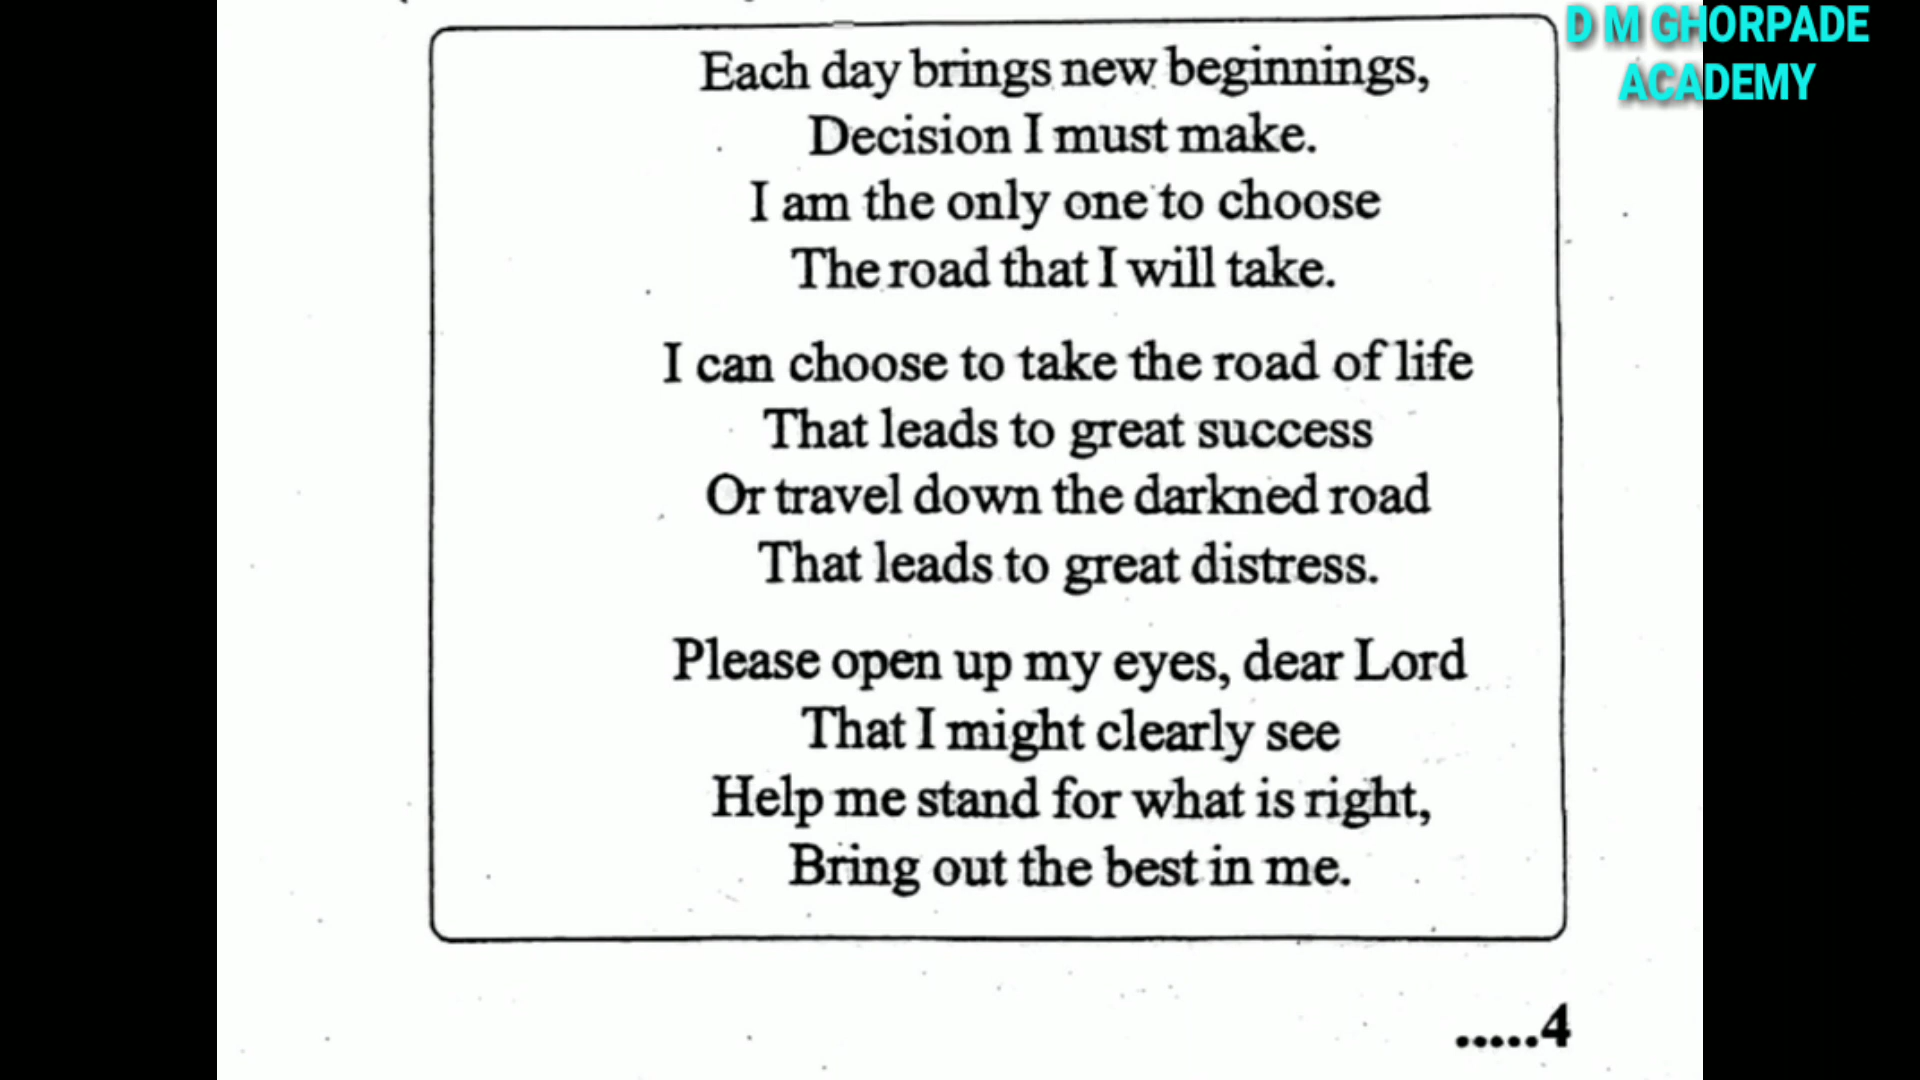 D M GHORPADE
ACADEMY
Each day brings new beginnings,
Decision I must make.
I am the only one to choose
The road that I will take.
I can choose to take the road of life
That leads to great success
Or travel down the darkned road
That leads to great distress.
Please open up my eyes, dear Lord
That I might clearly see
Help me stand for what is right,
Bring out the best in me.
.....4